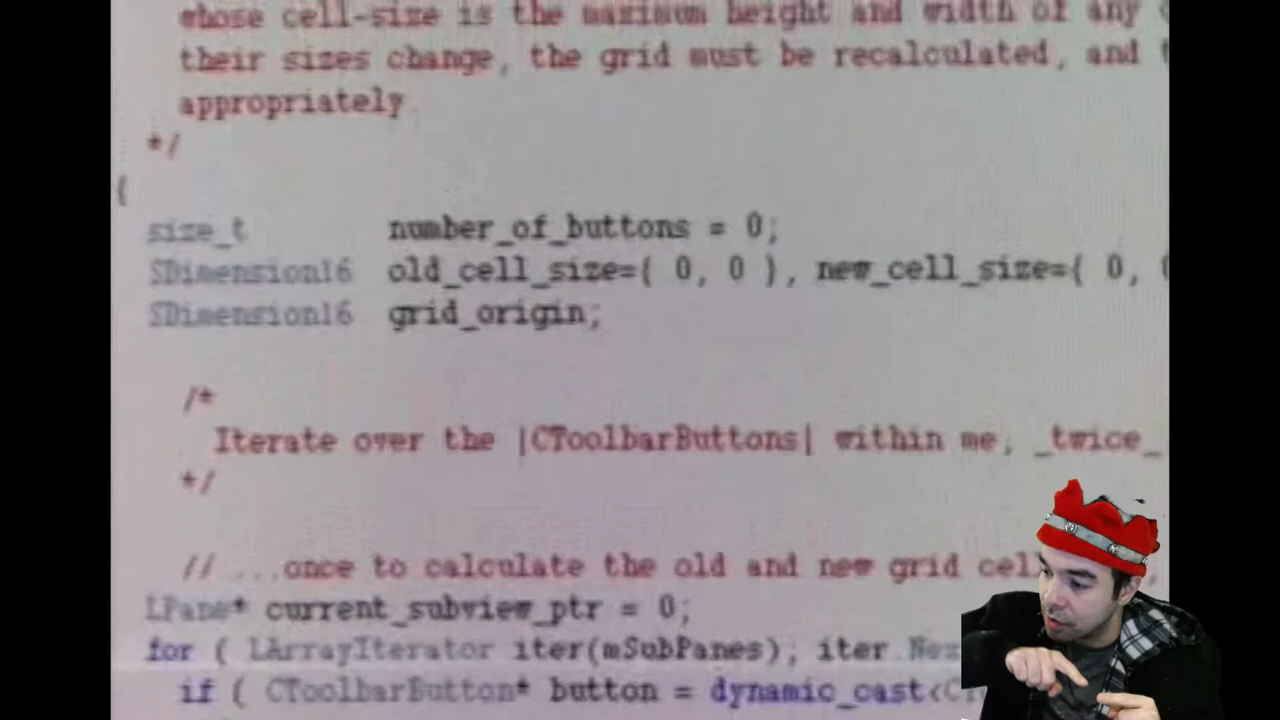 whose cell-size is the maximum height and width of any
their sizes change, the grid must be recalculated, and
appropriately.
*/
{
size_t number_of_buttons = 0;
SDimension16 old_cell_size={ 0, 0 }, new_cell_size={ 0,
SDimension16 grid_origin;
/*
Iterate over the |CToolbarButtons| within me, _twice_
*/
// ...once to calculate the old and new grid cell
LPane* current_subview_ptr = 0;
for ( LArrayIterator iter(mSubPanes); iter.Nex
if ( CToolbarButton* button = dynamic_cast<CT